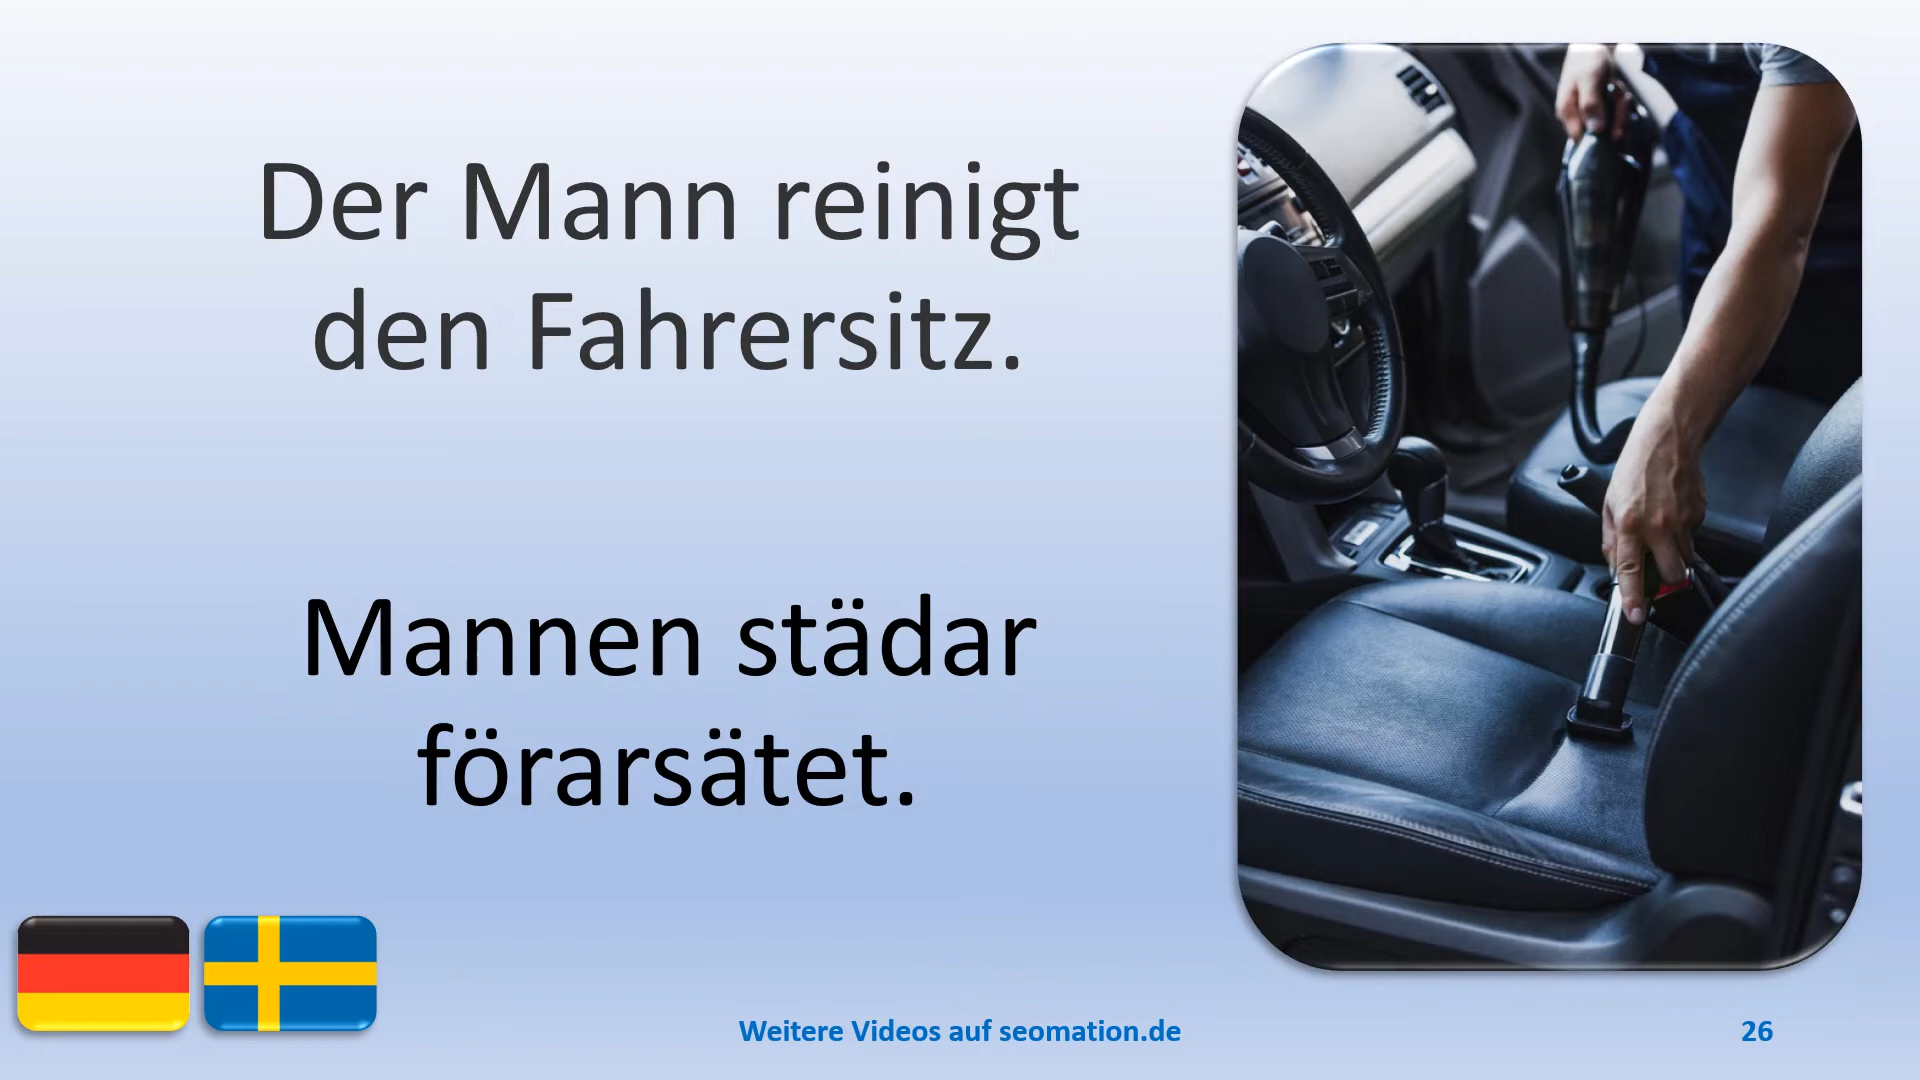 Der Mann reinigt
den Fahrersitz.
Mannen städar
förarsätet.
Weitere Videos auf seomation.de
26